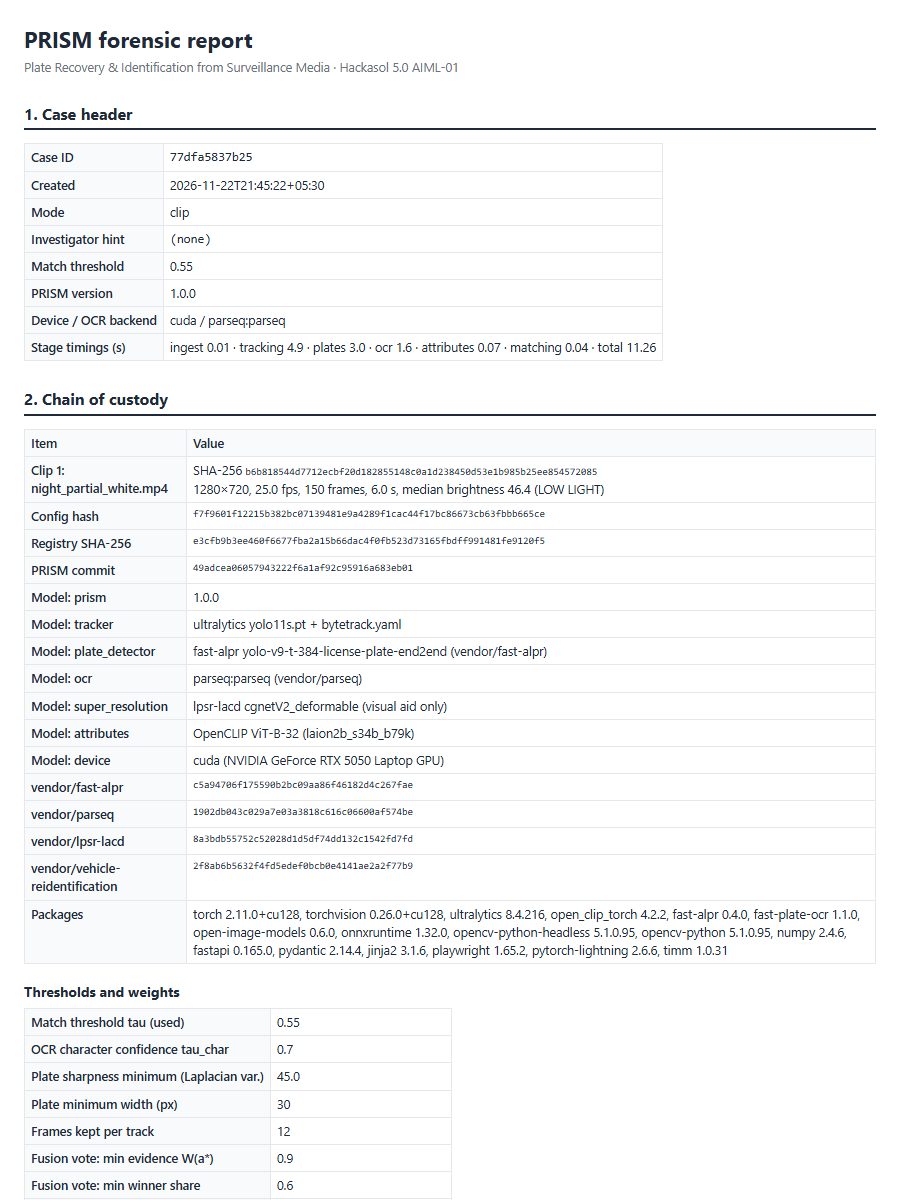 PRISM forensic report
Plate Recovery & Identification from Surveillance Media · Hackasol 5.0 AIML-01
1. Case header
Case ID 77dfa5837b25
Created 2026-11-22T21:45:22+05:30
Mode clip
Investigator hint (none)
Match threshold 0.55
PRISM version 1.0.0
Device / OCR backend cuda / parseq:parseq
Stage timings (s) ingest 0.01 · tracking 4.9 · plates 3.0 · ocr 1.6 · attributes 0.07 · matching 0.04 · total 11.26
2. Chain of custody
Item Value
Clip 1: SHA-256 b6b818544d7712ecbf20d182855148c0a1d238450d53e1b985b25ee854572085
night_partial_white.mp4 1280×720, 25.0 fps, 150 frames, 6.0 s, median brightness 46.4 (LOW LIGHT)
Config hash f7f9601f12215b382bc07139481e9a4289f1cac44f17bc86673cb63fbbb665ce
Registry SHA-256 e3cfb9b3ee460f6677fba2a15b66dac4f0fb523d73165fbdff991481fe9120f5
PRISM commit 49adcea06057943222f6a1af92c95916a683eb01
Model: prism 1.0.0
Model: tracker ultralytics yolo11s.pt + bytetrack.yaml
Model: plate_detector fast-alpr yolo-v9-t-384-license-plate-end2end (vendor/fast-alpr)
Model: ocr parseq:parseq (vendor/parseq)
Model: super_resolution lpsr-lacd cgnetV2_deformable (visual aid only)
Model: attributes OpenCLIP ViT-B-32 (laion2b_s34b_b79k)
Model: device cuda (NVIDIA GeForce RTX 5050 Laptop GPU)
vendor/fast-alpr c5a94706f175590b2bc09aa86f46182d4c267fae
vendor/parseq 1902db043c029a7e03a3818c616c06600af574be
vendor/lpsr-lacd 8a3bdb55752c52028d1d5df74dd132c1542fd7fd
vendor/vehicle- 2f8ab6b5632f4fd5edef0bcb0e4141ae2a2f77b9
reidentification
Packages torch 2.11.0+cu128, torchvision 0.26.0+cu128, ultralytics 8.4.216, open_clip_torch 4.2.2, fast-alpr 0.4.0, fast-plate-ocr 1.1.0,
open-image-models 0.6.0, onnxruntime 1.32.0, opencv-python-headless 5.1.0.95, opencv-python 5.1.0.95, numpy 2.4.6,
fastapi 0.165.0, pydantic 2.14.4, jinja2 3.1.6, playwright 1.65.2, pytorch-lightning 2.6.6, timm 1.0.31
Thresholds and weights
Match threshold tau (used) 0.55
OCR character confidence tau_char 0.7
Plate sharpness minimum (Laplacian var.) 45.0
Plate minimum width (px) 30
Frames kept per track 12
Fusion vote: min evidence W(a*) 0.9
Fusion vote: min winner share 0.6